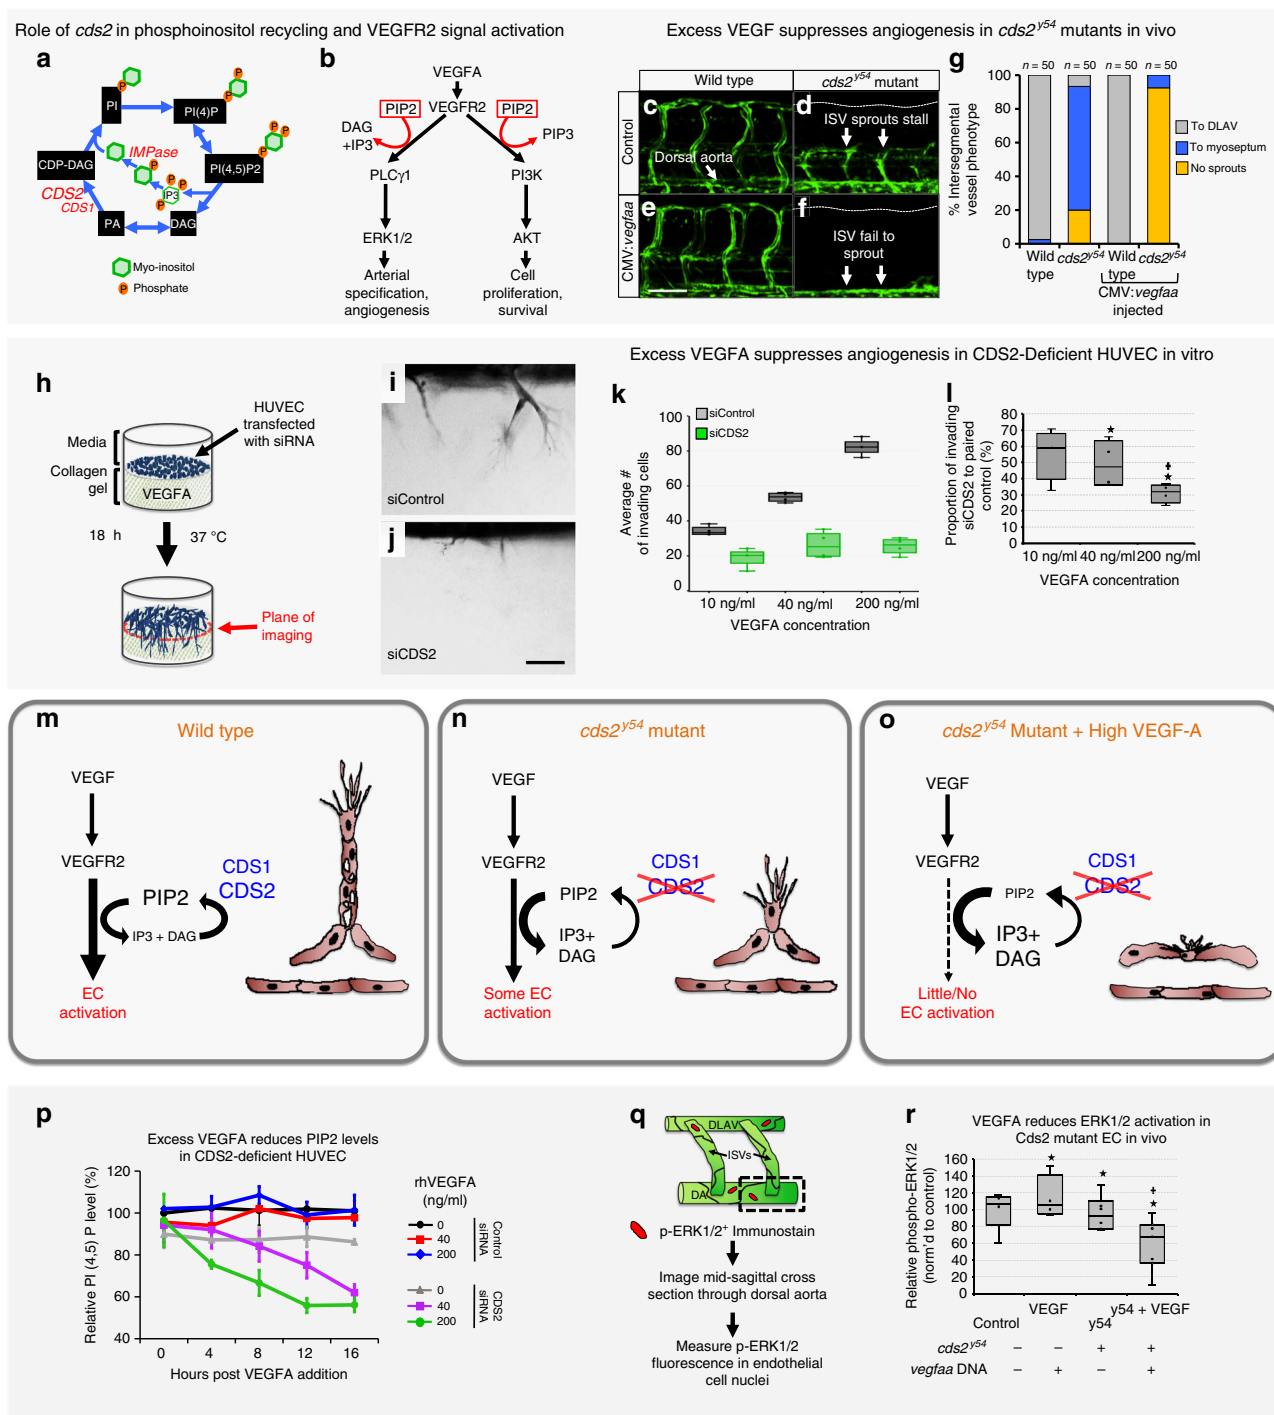 Role of cds2 in phosphoinositol recycling and VEGFR2 signal activation
Excess VEGF suppresses angiogenesis in cds2^y54 mutants in vivo
a
PI
P
PI(4)P
P
P
CDP-DAG
IMPase
PI(4,5)P2
P
P
P
P
P
P
IP3
P
CDS2
CDS1
PA
DAG
Myo-inositol
P Phosphate
b
VEGFA
PIP2
VEGFR2
PIP2
DAG
+IP3
PIP3
PLCγ1
PI3K
ERK1/2
AKT
Arterial
specification,
angiogenesis
Cell
proliferation,
survival
Wild type
cds2^y54 mutant
Control
CMV:vegfaa
c
Dorsal aorta
d
ISV sprouts stall
e
f
ISV fail to
sprout
g
n = 50
n = 50
n = 50
n = 50
% Intersegmental
vessel phenotype
100
80
60
40
20
0
To DLAV
To myoseptum
No sprouts
Wild
type
cds2^y54
Wild
type
cds2^y54
CMV:vegfaa
injected
Excess VEGFA suppresses angiogenesis in CDS2-Deficient HUVEC in vitro
h
HUVEC
transfected
with siRNA
Media
Collagen
gel
VEGFA
18 h
37 °C
Plane of
imaging
i
siControl
j
siCDS2
k
siControl
siCDS2
Average #
of invading cells
100
80
60
40
20
0
10 ng/ml
40 ng/ml
200 ng/ml
VEGFA concentration
l
Proportion of invading
siCDS2 to paired
control (%)
80
70
60
50
40
30
20
10
0
10 ng/ml
40 ng/ml
200 ng/ml
VEGFA concentration
m
Wild type
VEGF
VEGFR2
CDS1
CDS2
PIP2
IP3 + DAG
EC
activation
n
cds2^y54 mutant
VEGF
VEGFR2
CDS1
CDS2
PIP2
IP3+
DAG
Some EC
activation
o
cds2^y54 Mutant + High VEGF-A
VEGF
VEGFR2
CDS1
CDS2
PIP2
IP3+
DAG
Little/No
EC activation
p
Excess VEGFA reduces PIP2 levels
in CDS2-deficient HUVEC
Relative PI (4,5) P level (%)
120
100
80
60
40
0
4
8
12
16
Hours post VEGFA addition
rhVEGFA
(ng/ml)
0
40
200
Control
siRNA
0
40
200
CDS2
siRNA
q
DLAV
ISVs
DA
p-ERK1/2+ Immunostain
Image mid-sagittal cross
section through dorsal aorta
Measure p-ERK1/2
fluorescence in endothelial
cell nuclei
r
VEGFA reduces ERK1/2 activation in
Cds2 mutant EC in vivo
Relative phospho-ERK1/2
(norm'd to control)
160
140
120
100
80
60
40
20
0
Control
VEGF
y54
y54 + VEGF
cds2^y54 – – + +
vegfaa DNA – + – +